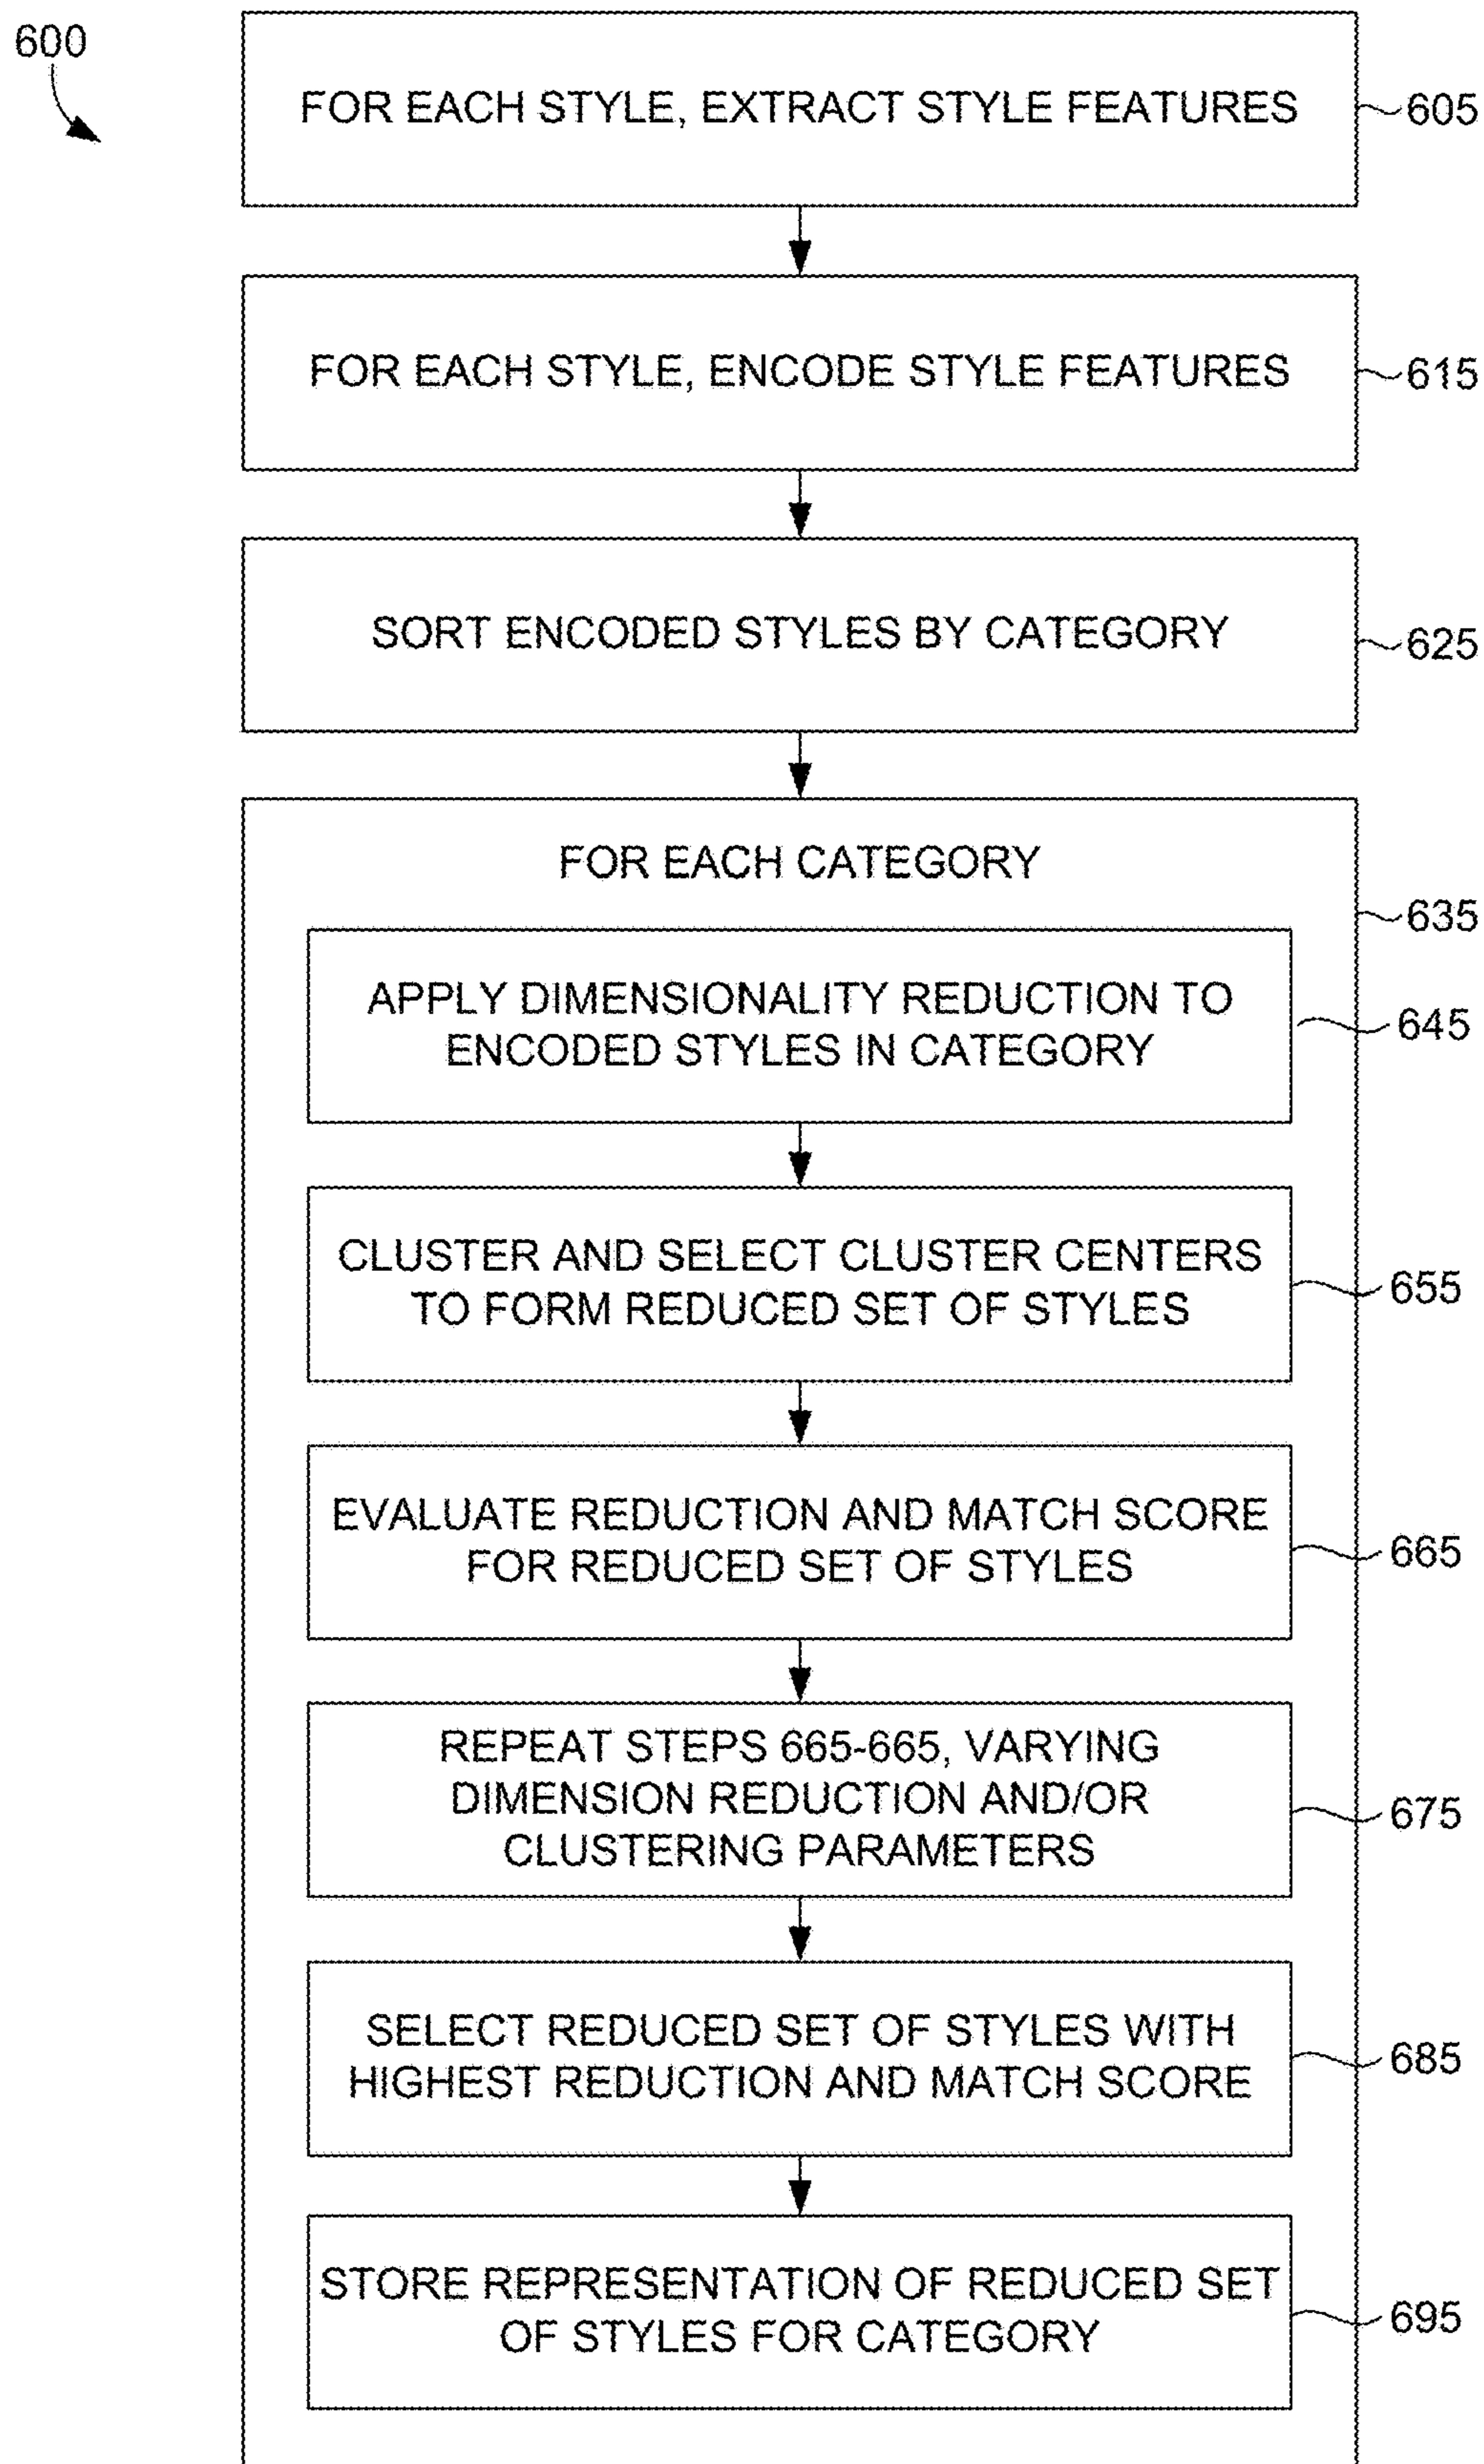 600
FOR EACH STYLE, EXTRACT STYLE FEATURES
605
FOR EACH STYLE, ENCODE STYLE FEATURES
615
SORT ENCODED STYLES BY CATEGORY
625
FOR EACH CATEGORY
635
APPLY DIMENSIONALITY REDUCTION TO
ENCODED STYLES IN CATEGORY
645
CLUSTER AND SELECT CLUSTER CENTERS
TO FORM REDUCED SET OF STYLES
655
EVALUATE REDUCTION AND MATCH SCORE
FOR REDUCED SET OF STYLES
665
REPEAT STEPS 665-665, VARYING
DIMENSION REDUCTION AND/OR
CLUSTERING PARAMETERS
675
SELECT REDUCED SET OF STYLES WITH
HIGHEST REDUCTION AND MATCH SCORE
685
STORE REPRESENTATION OF REDUCED SET
OF STYLES FOR CATEGORY
695